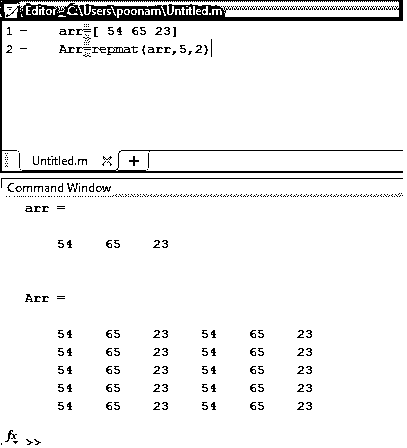 Editor - C:\Users\poonam\Untitled.m
1 - arr=[ 54 65 23]
2 - Arr=repmat(arr,5,2)
Untitled.m × +
Command Window
arr =
54 65 23
Arr =
54 65 23 54 65 23
54 65 23 54 65 23
54 65 23 54 65 23
54 65 23 54 65 23
54 65 23 54 65 23
fx >>